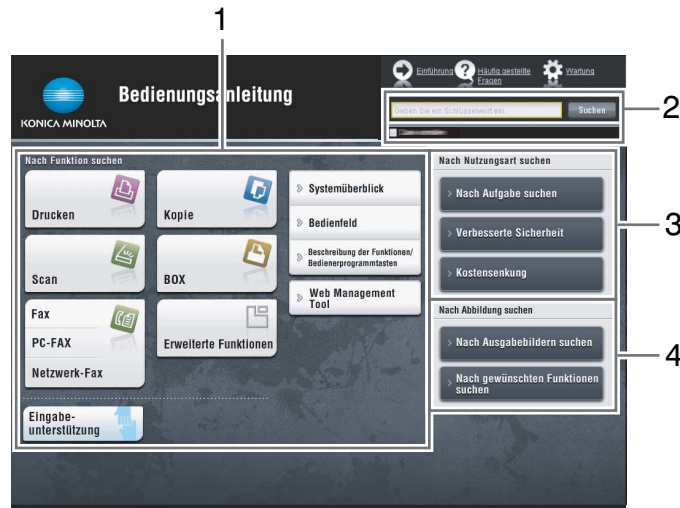 1
Einführung
Häufig gestellte
Fragen
Wartung
Bedienungsanleitung
KONICA MINOLTA
Geben Sie ein Schlüsselwort ein.
Suchen
2
Nach Funktion suchen
Drucken
Kopie
Scan
BOX
Fax
PC-FAX
Netzwerk-Fax
Erweiterte Funktionen
Eingabe-
unterstützung
Systemüberblick
Bedienfeld
Beschreibung der Funktionen/
Bedienerprogrammtasten
Web Management
Tool
Nach Nutzungsart suchen
Nach Aufgabe suchen
Verbesserte Sicherheit
Kostensenkung
3
Nach Abbildung suchen
Nach Ausgabebildern suchen
Nach gewünschten Funktionen
suchen
4